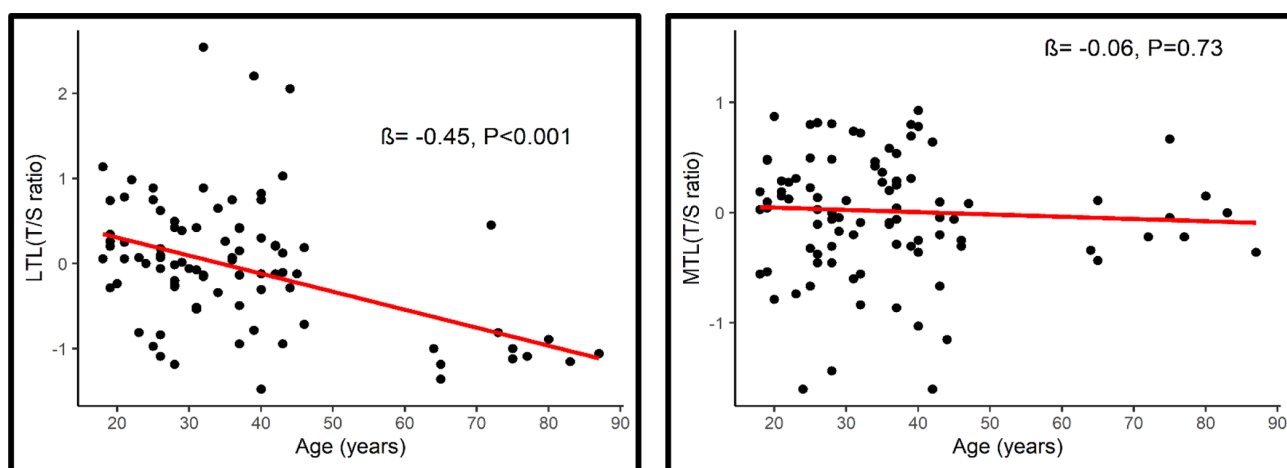 ß= -0.45, P<0.001
LTL(T/S ratio)
2
1
0
-1
20 30 40 50 60 70 80 90
Age (years)
ß= -0.06, P=0.73
MTL(T/S ratio)
1
0
-1
20 30 40 50 60 70 80 90
Age (years)